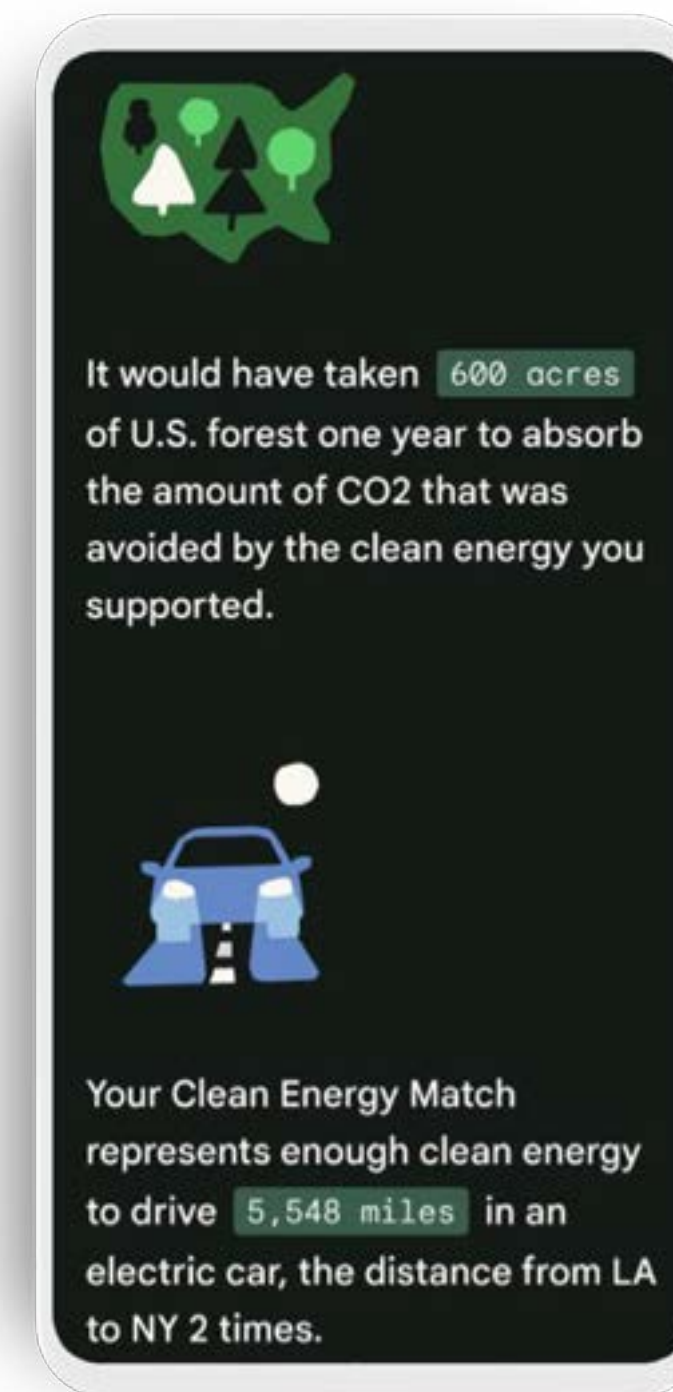 It would have taken 600 acres
of U.S. forest one year to absorb
the amount of CO2 that was
avoided by the clean energy you
supported.
Your Clean Energy Match
represents enough clean energy
to drive 5,548 miles in an
electric car, the distance from LA
to NY 2 times.